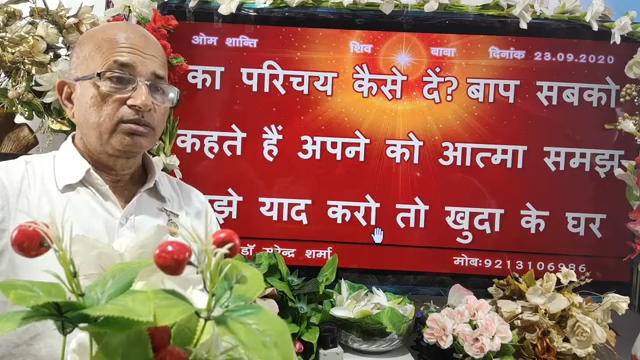 ओम शान्ति शिव बाबा दिनांक 23.09.2020
का परिचय कैसे दें? बाप सबको
कहते हैं अपने को आत्मा समझ
झे याद करो तो खुदा के घर
डॉ सुरेन्द्र शर्मा मोबः9213106986